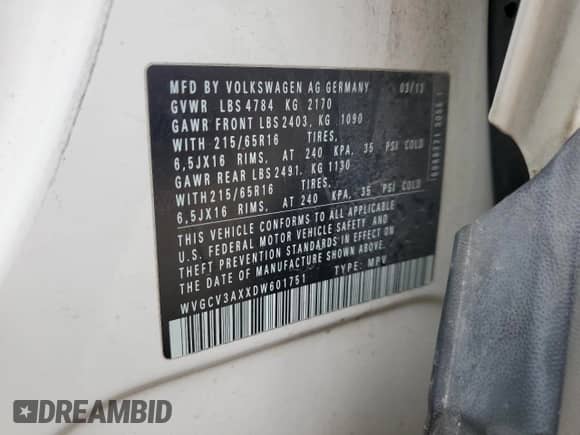 MFD BY VOLKSWAGEN AG GERMANY 03/13
GVWR LBS 4784 KG 2170
GAWR FRONT LBS 2403, KG 1090
WITH 215/65R16 TIRES,
6,5JX16 RIMS, AT 240 KPA, 35 PSI COLD
GAWR REAR LBS 2491, KG 1130
WITH 215/65R16 TIRES,
6,5JX16 RIMS, AT 240 KPA, 35 PSI COLD
THIS VEHICLE CONFORMS TO ALL APPLICABLE
U.S. FEDERAL MOTOR VEHICLE SAFETY AND
THEFT PREVENTION STANDARDS IN EFFECT ON
THE DATE OF MANUFACTURE SHOWN ABOVE.
WVGCV3AXXDW601751 TYPE: MPV
DREAMBID